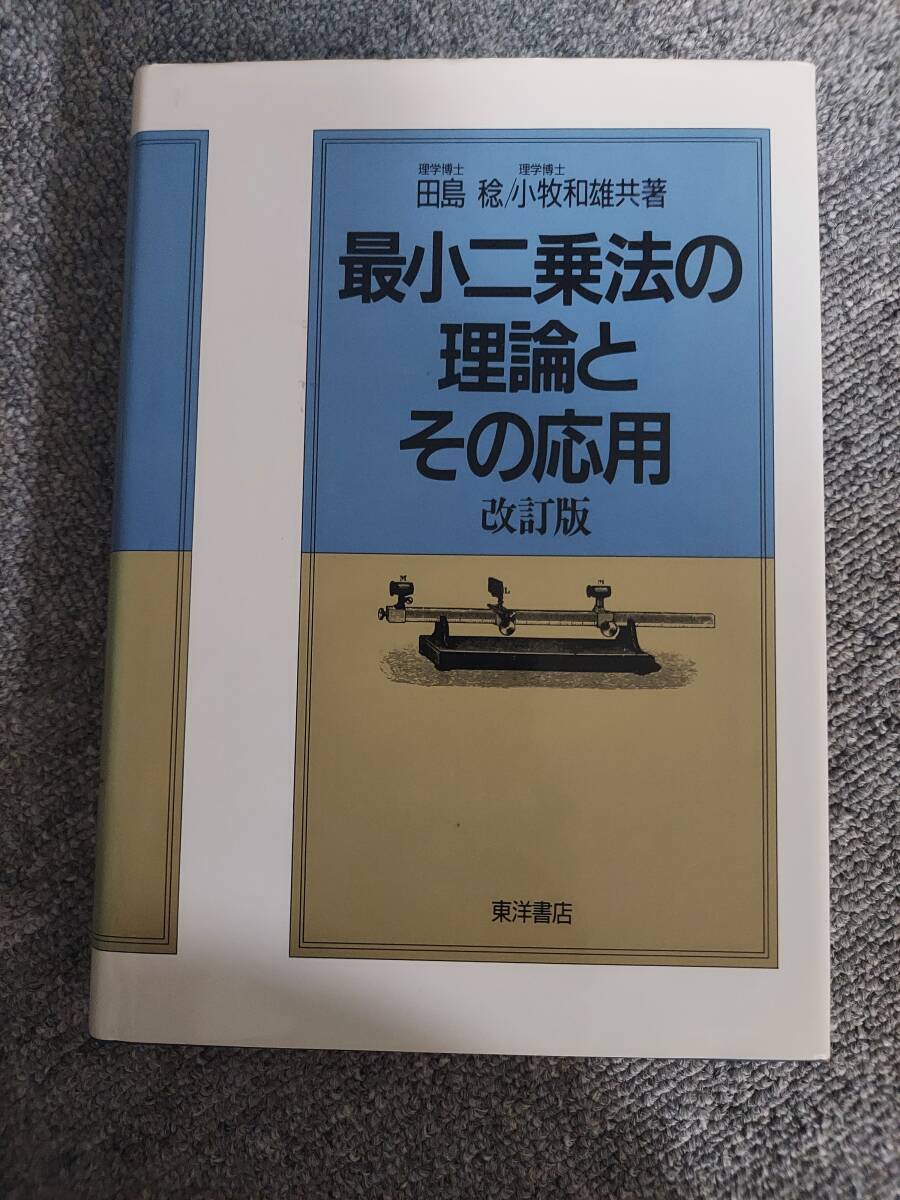 理学博士 理学博士
田島 稔/小牧和雄共著
最小二乗法の
理論と
その応用
改訂版
M L M
東洋書店